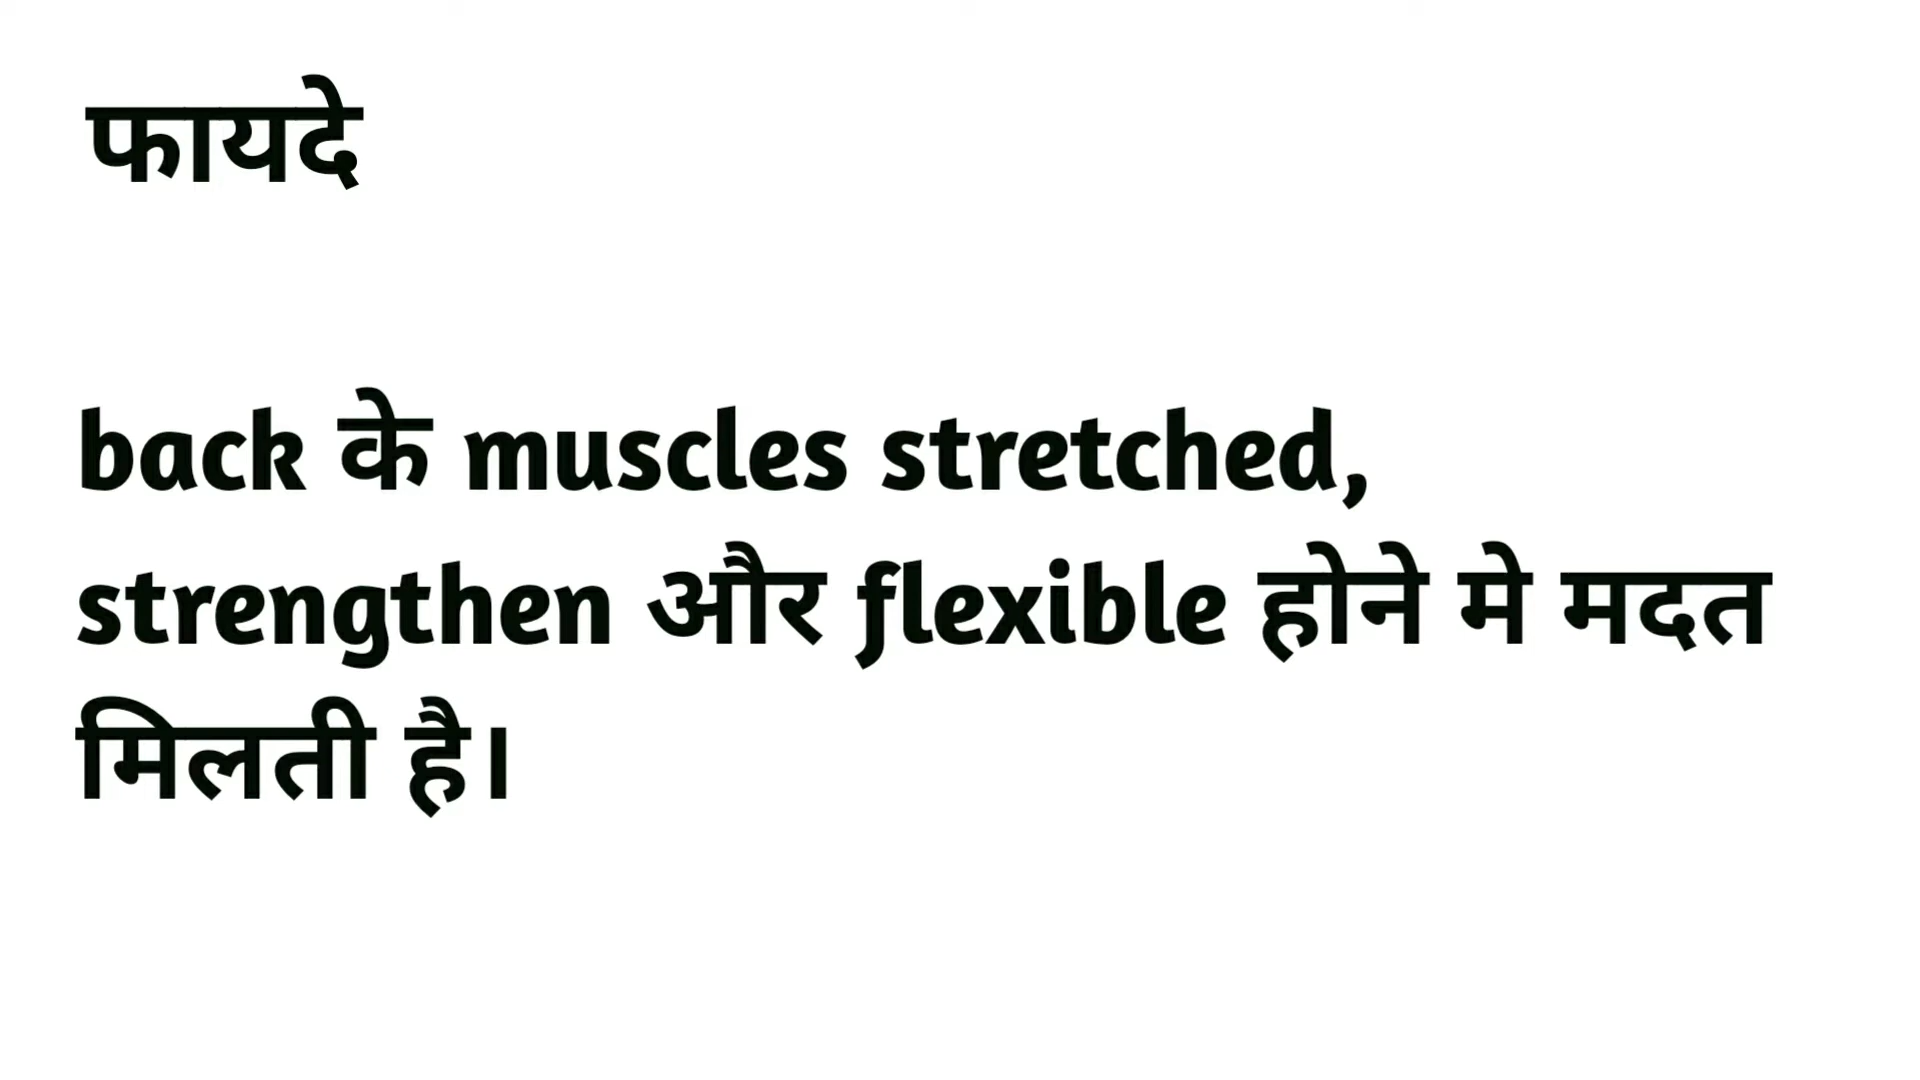 फायदे
back के muscles stretched,
strengthen और flexible होने मे मदत
मिलती है।